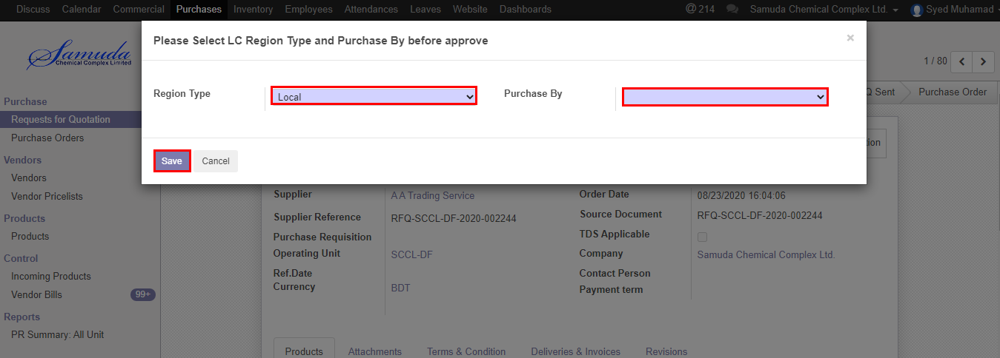 Discuss Calendar Commercial Purchases Inventory Employees Attendances Leaves Website Dashboards @ 214 Samuda Chemical Complex Ltd. Syed Muhamad
Samuda
Chemical Complex Limited
Please Select LC Region Type and Purchase By before approve ×
1 / 80
Region Type Local Purchase By
Q Sent Purchase Order
Purchase
Requests for Quotation
Purchase Orders
Vendors
Vendors
Vendor Pricelists
Products
Products
Control
Incoming Products
Vendor Bills 99+
Reports
PR Summary: All Unit
tion
Save Cancel
Supplier A A Trading Service Order Date 08/23/2020 16:04:06
Supplier Reference RFQ-SCCL-DF-2020-002244 Source Document RFQ-SCCL-DF-2020-002244
Purchase Requisition TDS Applicable
Operating Unit SCCL-DF Company Samuda Chemical Complex Ltd.
Ref.Date Contact Person
Currency BDT Payment term
Products Attachments Terms & Condition Deliveries & Invoices Revisions